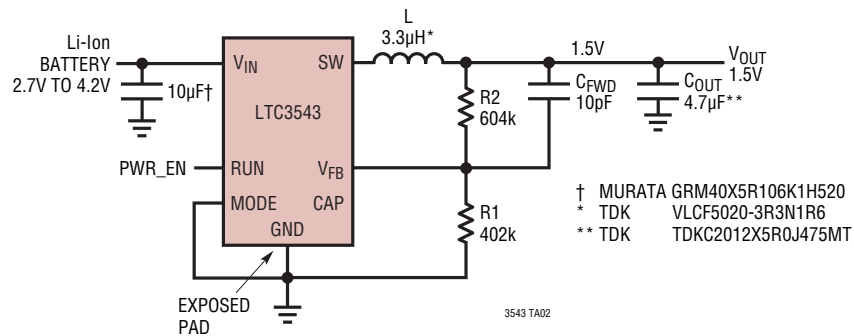 Li-Ion
BATTERY
2.7V TO 4.2V
10µF†
VIN
SW
LTC3543
RUN
VFB
MODE
CAP
GND
PWR_EN
EXPOSED
PAD
L
3.3µH*
1.5V
VOUT
1.5V
R2
604k
CFWD
10pF
COUT
4.7µF**
R1
402k
† MURATA GRM40X5R106K1H520
* TDK VLCF5020-3R3N1R6
** TDK TDKC2012X5R0J475MT
3543 TA02